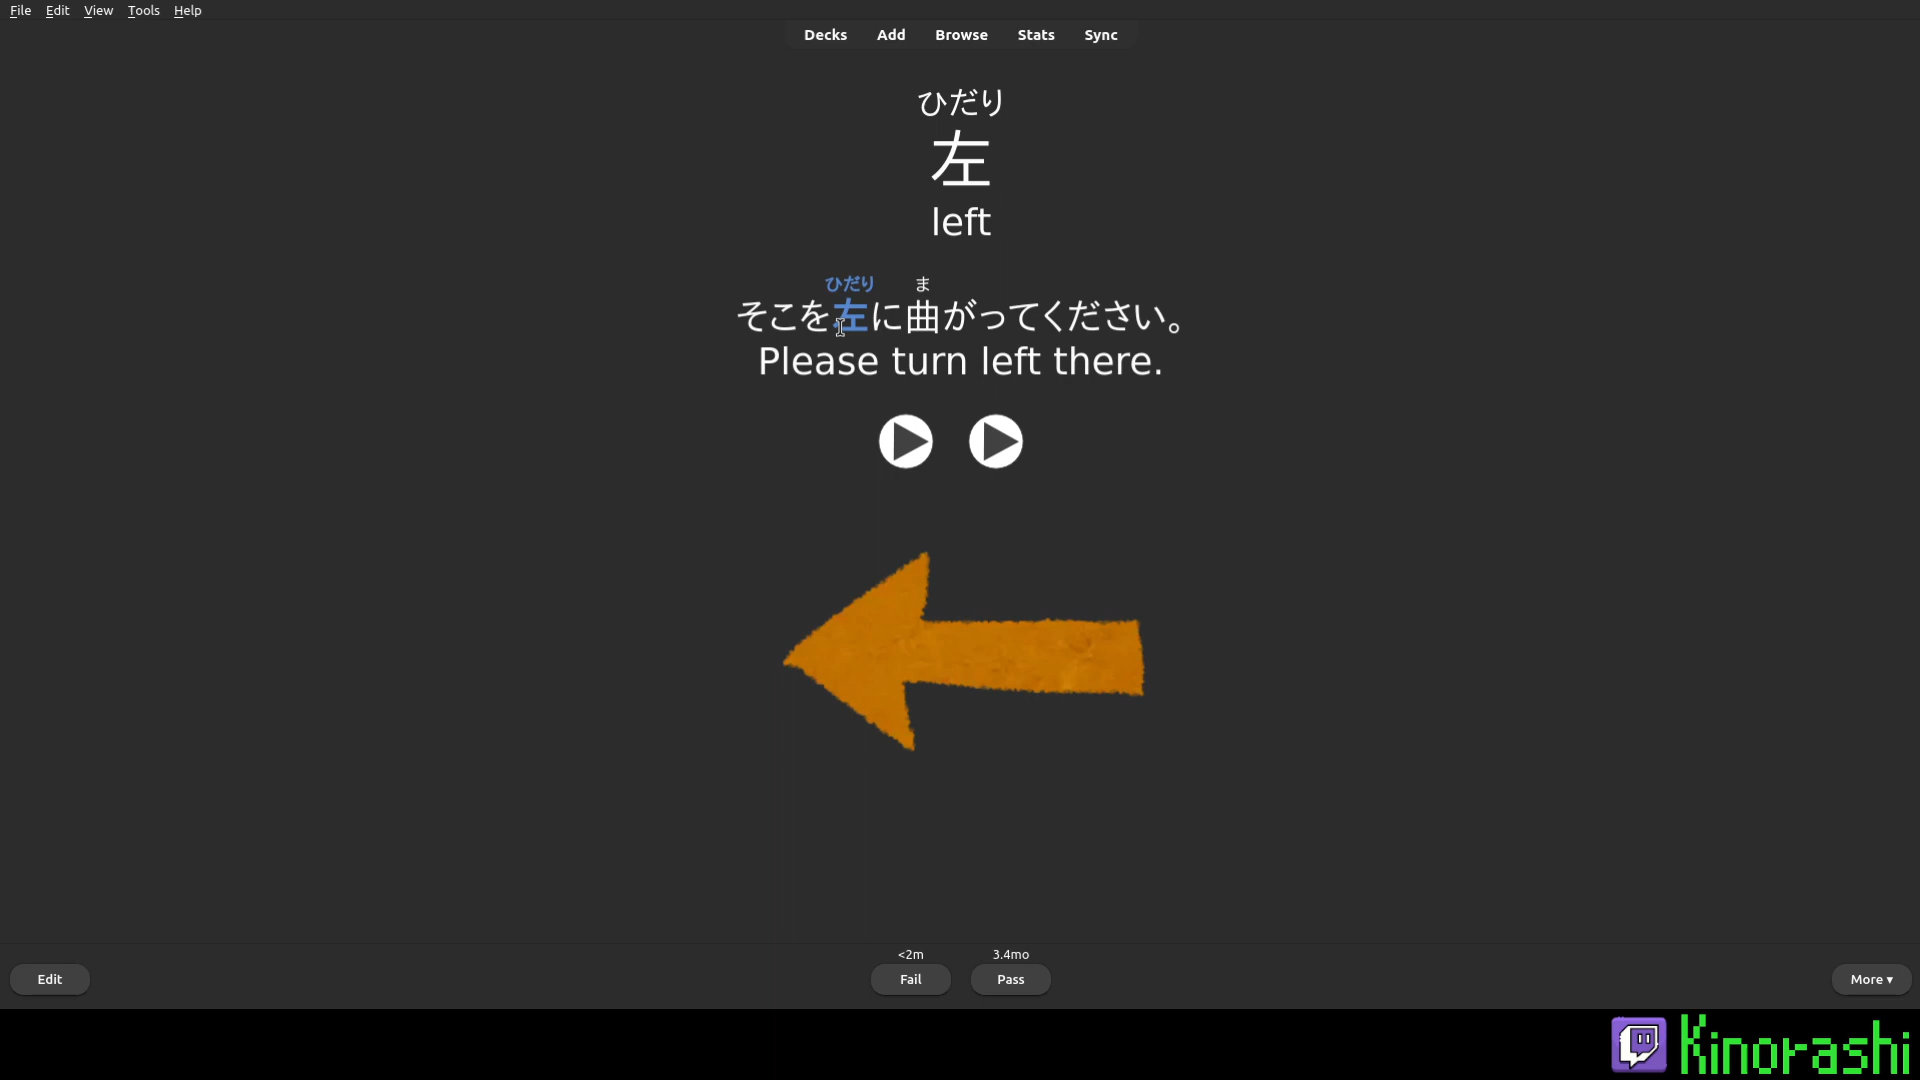 File Edit View Tools Help
Decks Add Browse Stats Sync
ひだり
左
left
ひだり ま
そこを左に曲がってください。
Please turn left there.
<2m 3.4mo
Edit Fail Pass More ▾
Kinorashi